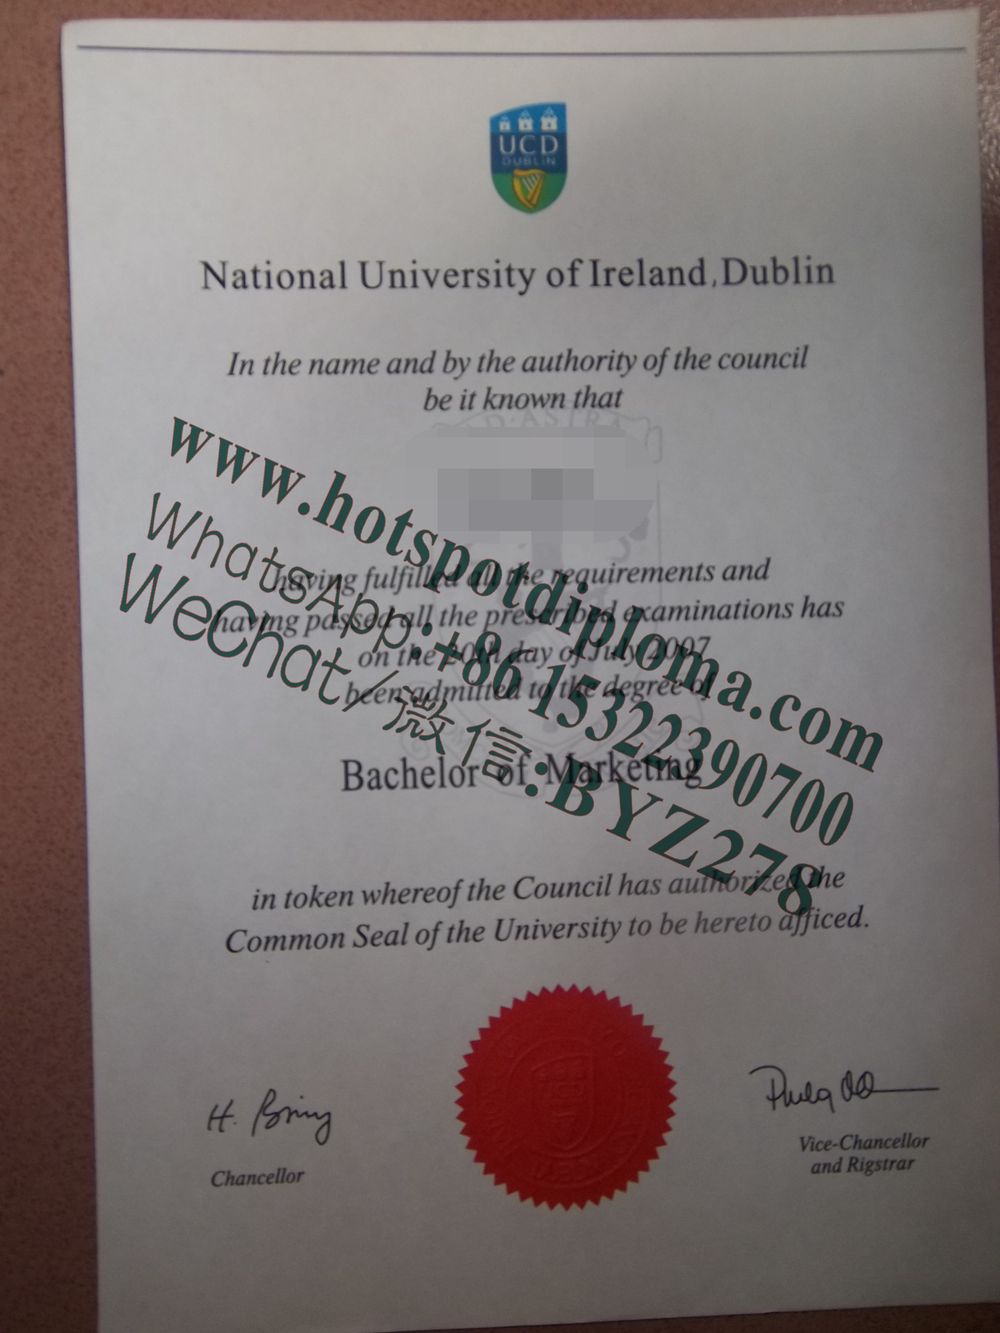 UCD
DUBLIN
National University of Ireland, Dublin
In the name and by the authority of the council
be it known that
AD·ASTRA
www.hotspotdiploma.com
WhatsApp:+86 15322390700
WeChat/微信:BYZ278
having fulfilled all the requirements and
having passed all the prescribed examinations has
on the 20th day of July 2007
been admitted to the degree of
Bachelor of Marketing
in token whereof the Council has authorized the
Common Seal of the University to be hereto afficed.
Chancellor
Vice-Chancellor
and Rigstrar